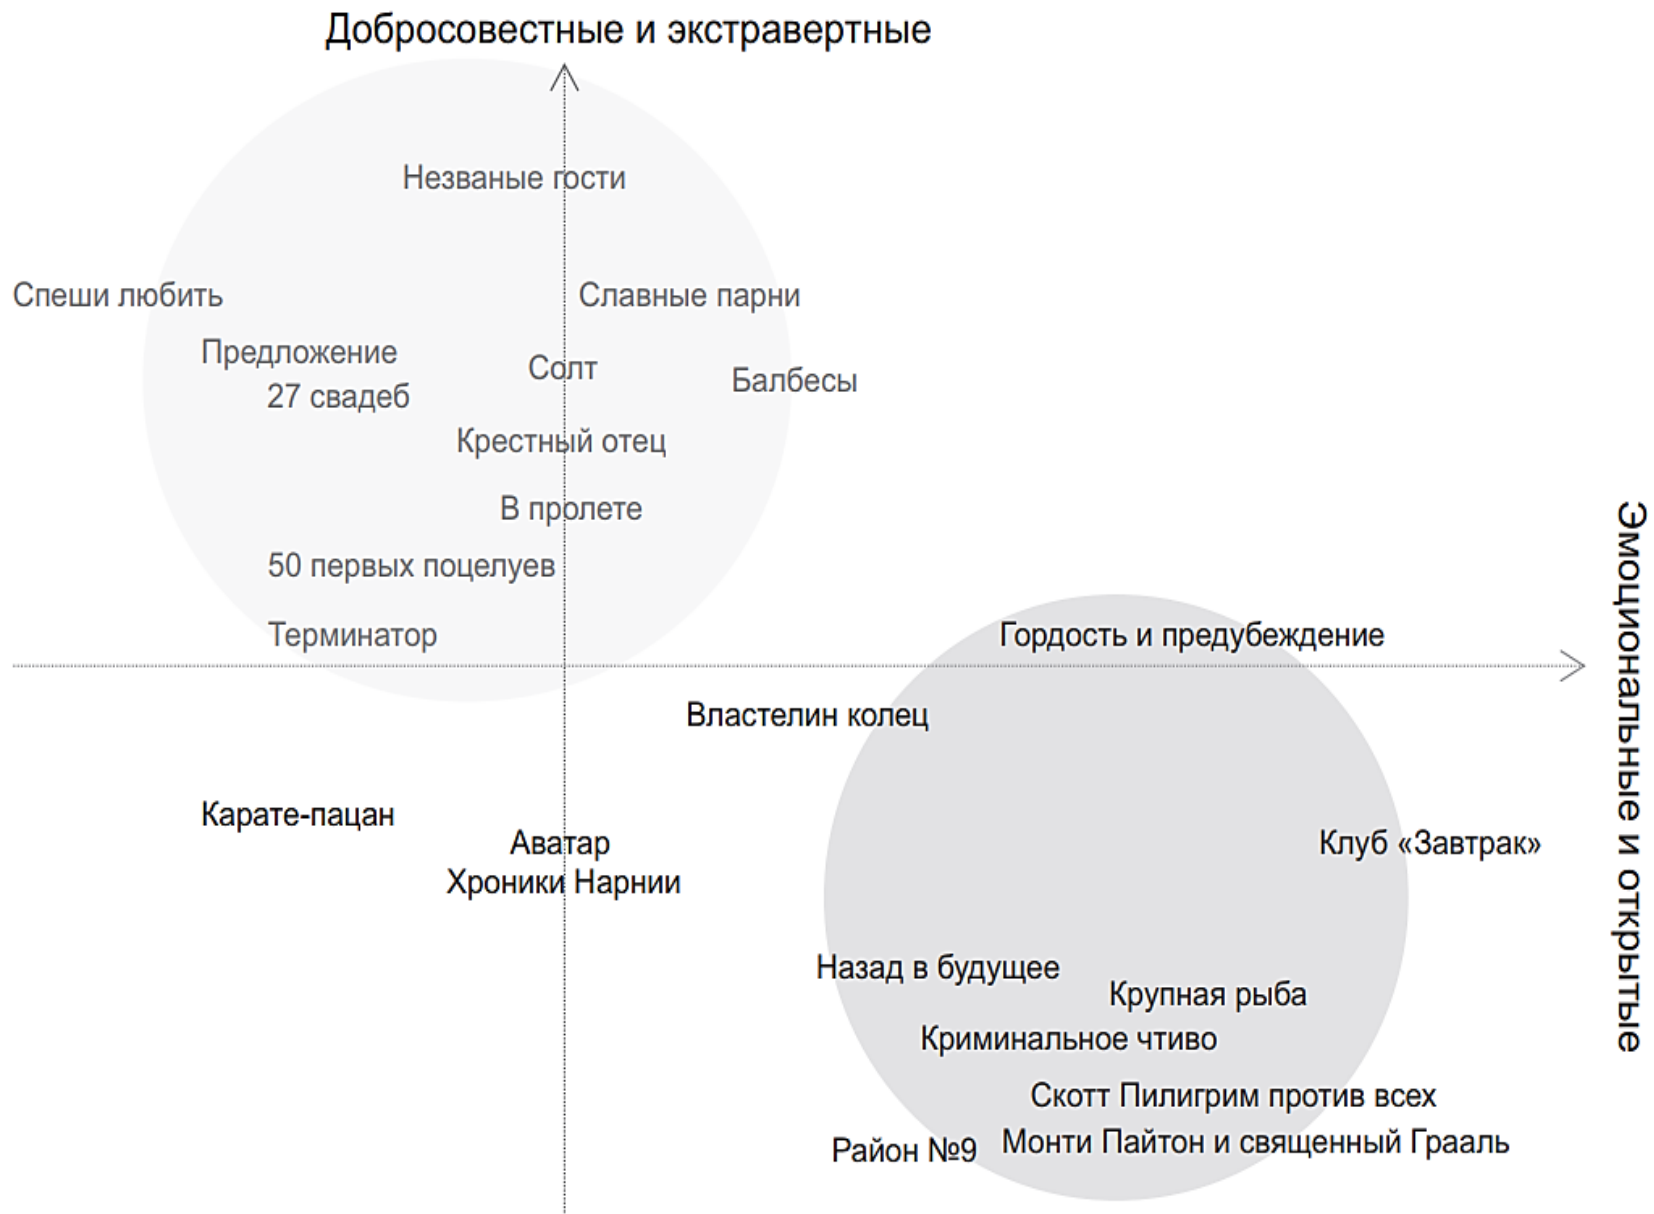 Добросовестные и экстравертные
Незваные гости
Спеши любить
Славные парни
Предложение
Солт
Балбесы
27 свадеб
Крестный отец
В пролете
50 первых поцелуев
Терминатор
Гордость и предубеждение
Эмоциональные и открытые
Властелин колец
Карате-пацан
Аватар
Клуб «Завтрак»
Хроники Нарнии
Назад в будущее
Крупная рыба
Криминальное чтиво
Скотт Пилигрим против всех
Район №9
Монти Пайтон и священный Грааль